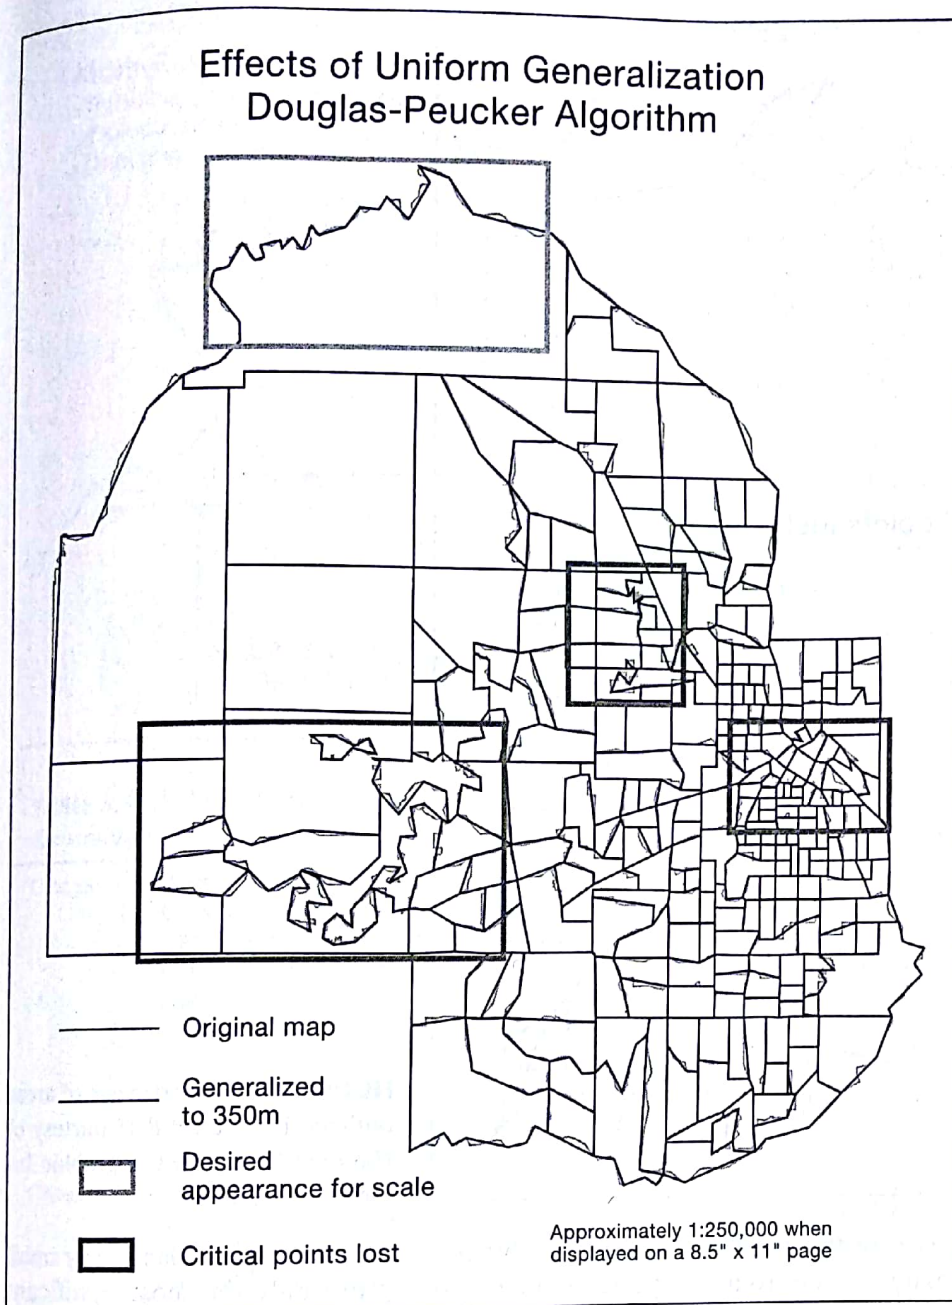 Effects of Uniform Generalization
Douglas-Peucker Algorithm
Original map
Generalized
to 350m
Desired
appearance for scale
Critical points lost
Approximately 1:250,000 when
displayed on a 8.5" x 11" page